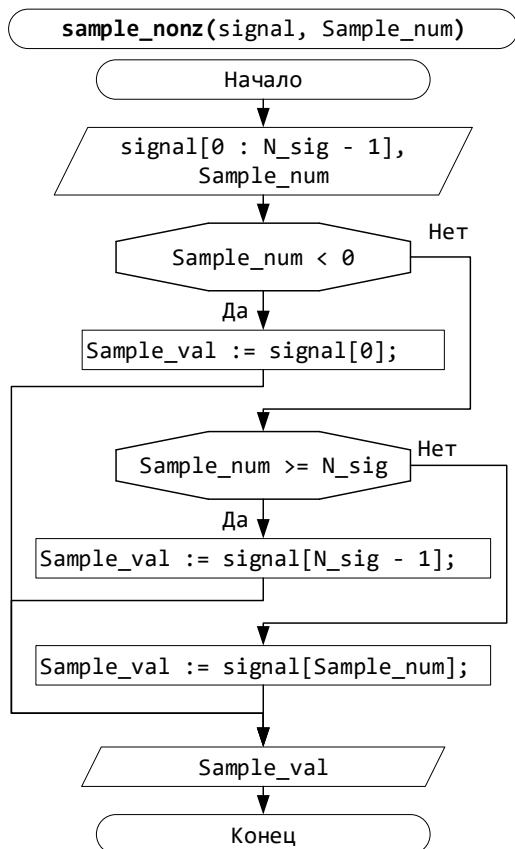 sample_nonz(signal, Sample_num)
Начало
signal[0 : N_sig - 1],
Sample_num
Sample_num < 0
Нет
Да
Sample_val := signal[0];
Sample_num >= N_sig
Нет
Да
Sample_val := signal[N_sig - 1];
Sample_val := signal[Sample_num];
Sample_val
Конец